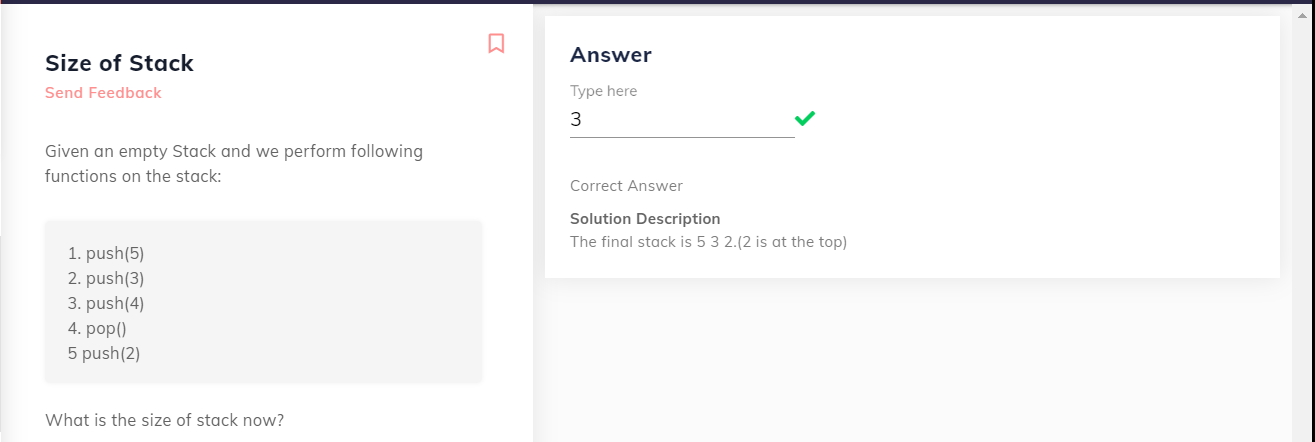 Size of Stack
Send Feedback
Given an empty Stack and we perform following
functions on the stack:
1. push(5)
2. push(3)
3. push(4)
4. pop()
5 push(2)
What is the size of stack now?
Answer
Type here
3
Correct Answer
Solution Description
The final stack is 5 3 2.(2 is at the top)